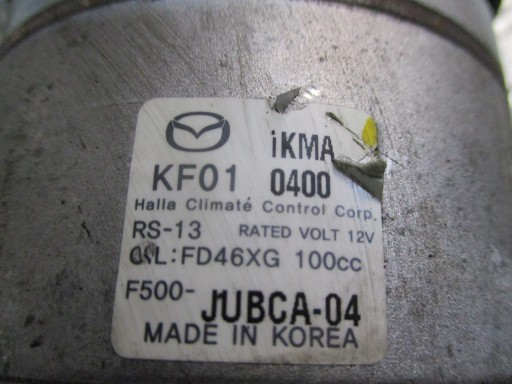 iKMA
KF01 0400
Halla Climate Control Corp.
RS-13 RATED VOLT 12V
OIL:FD46XG 100cc
F500-JUBCA-04
MADE IN KOREA